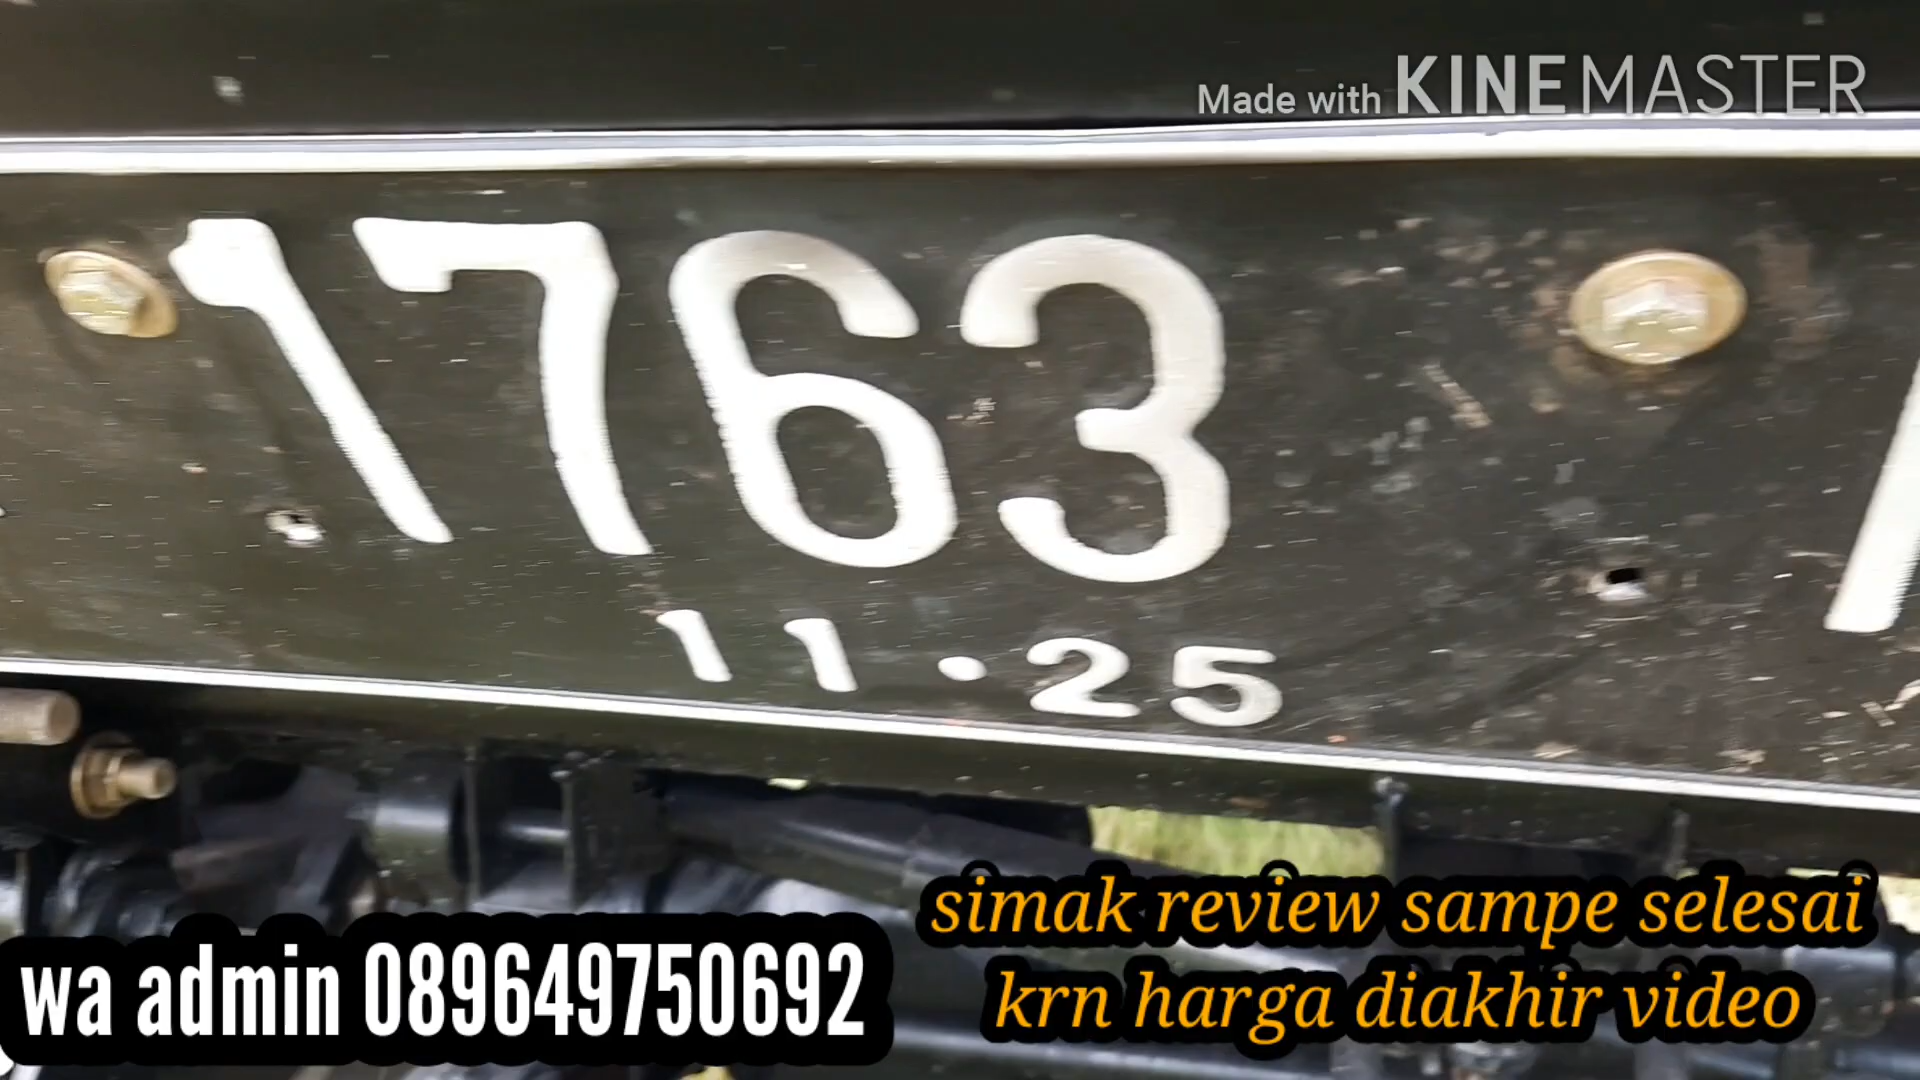 Made with KINEMASTER
1763
11·25
simak review sampe selesai
krn harga diakhir video
wa admin 089649750692